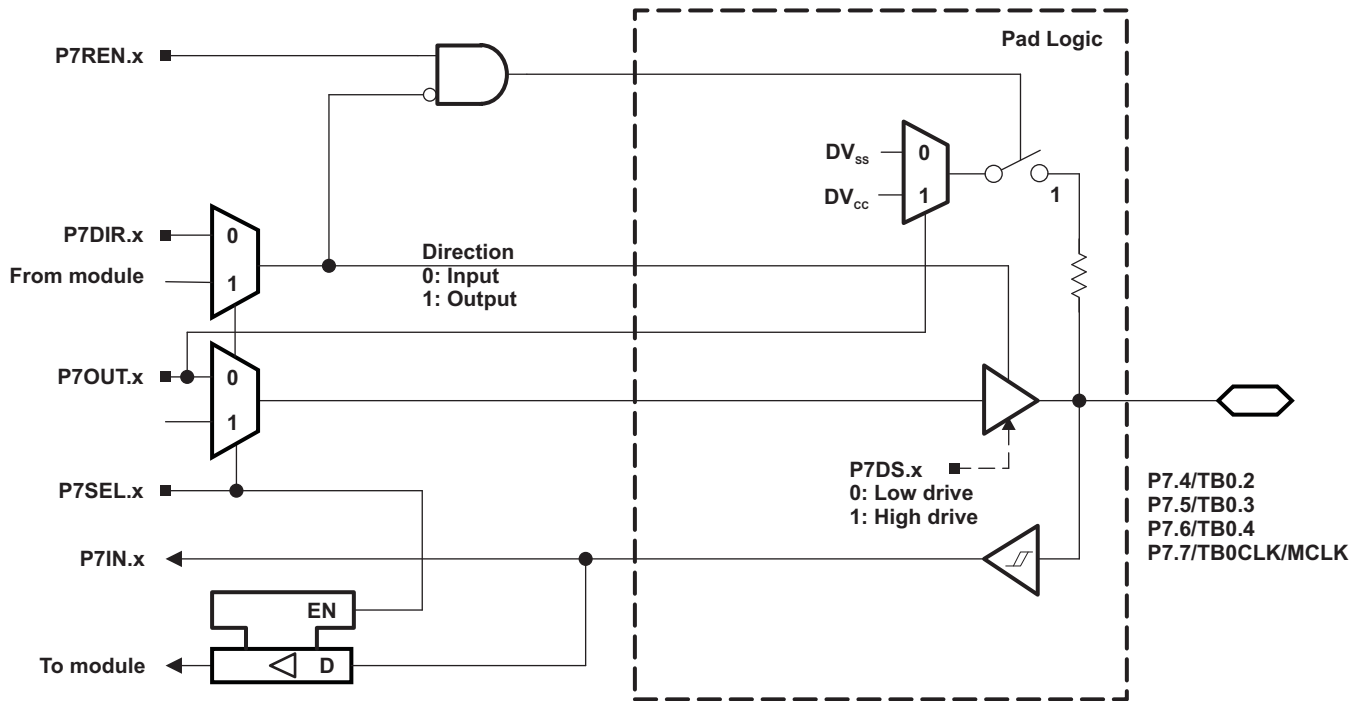 Pad Logic
P7REN.x
DVSS
0
DVCC
1
1
P7DIR.x
0
From module
1
Direction
0: Input
1: Output
P7OUT.x
0
1
P7SEL.x
P7DS.x
0: Low drive
1: High drive
P7.4/TB0.2
P7.5/TB0.3
P7.6/TB0.4
P7.7/TB0CLK/MCLK
P7IN.x
EN
To module
D